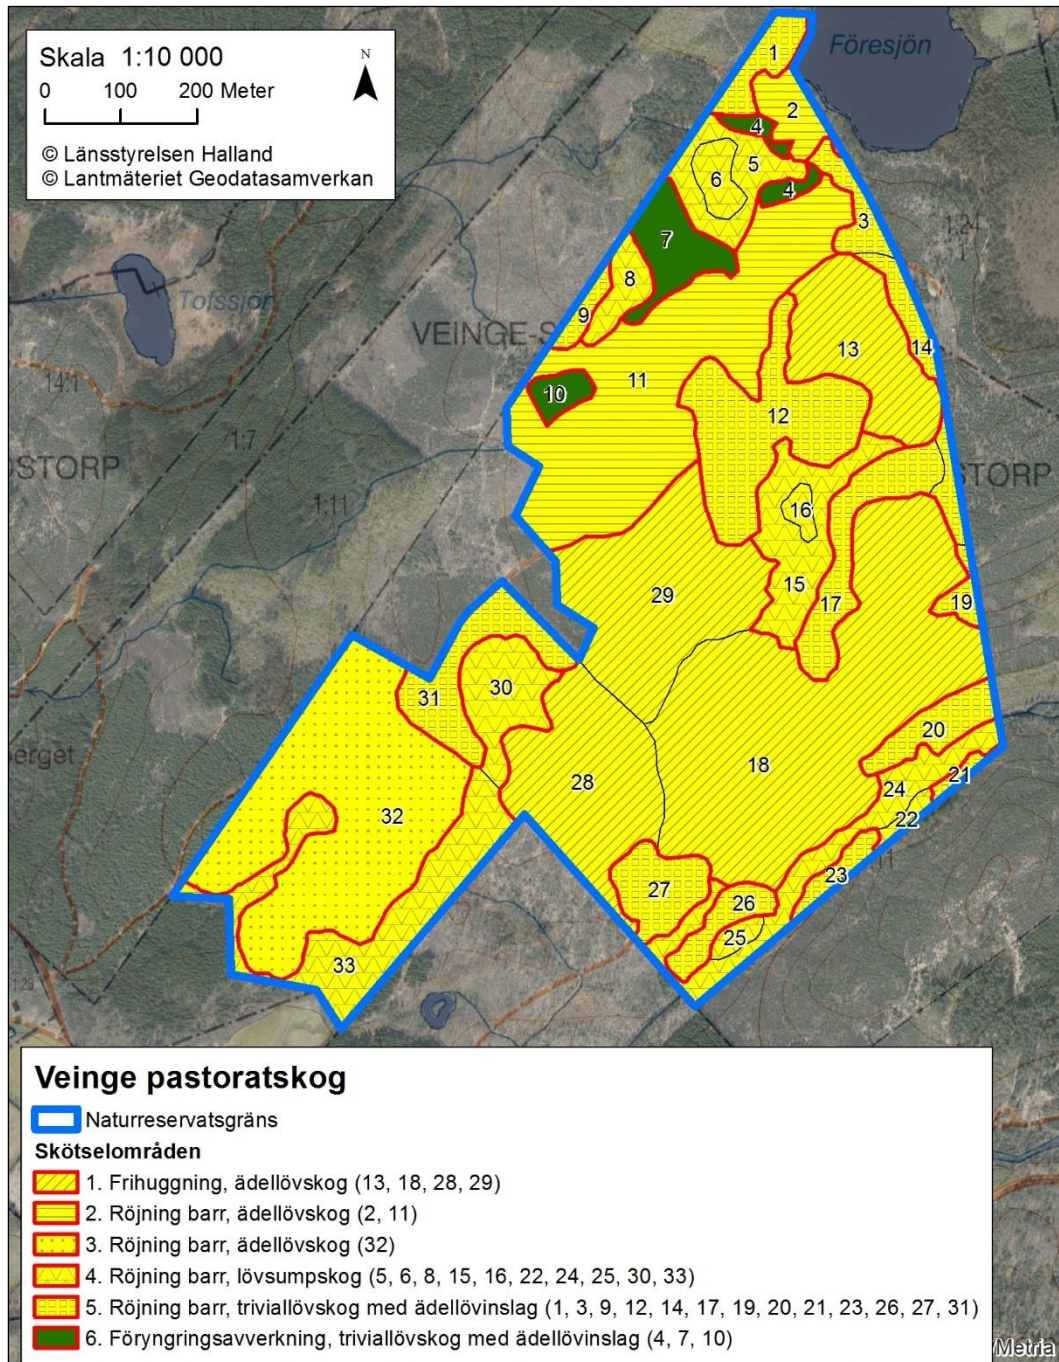 Skala 1:10 000
N
0 100 200 Meter
© Länsstyrelsen Halland
© Lantmäteriet Geodatasamverkan
Föresjön
1
2
4
5
6
4
3
1:24
7
8
Tofssjön
9
VEINGE-S
14
13
14:1
11
10
12
1:7
STORP
STORP
1:11
16
15
29
17
19
30
31
20
berget
18
21
28
24
32
22
23
27
26
25
33
Veinge pastoratskog
Naturreservatsgräns
Skötselområden
1. Frihuggning, ädellövskog (13, 18, 28, 29)
2. Röjning barr, ädellövskog (2, 11)
3. Röjning barr, ädellövskog (32)
4. Röjning barr, lövsumpskog (5, 6, 8, 15, 16, 22, 24, 25, 30, 33)
5. Röjning barr, triviallövskog med ädellövinslag (1, 3, 9, 12, 14, 17, 19, 20, 21, 23, 26, 27, 31)
6. Föryngringsavverkning, triviallövskog med ädellövinslag (4, 7, 10)
/Metria